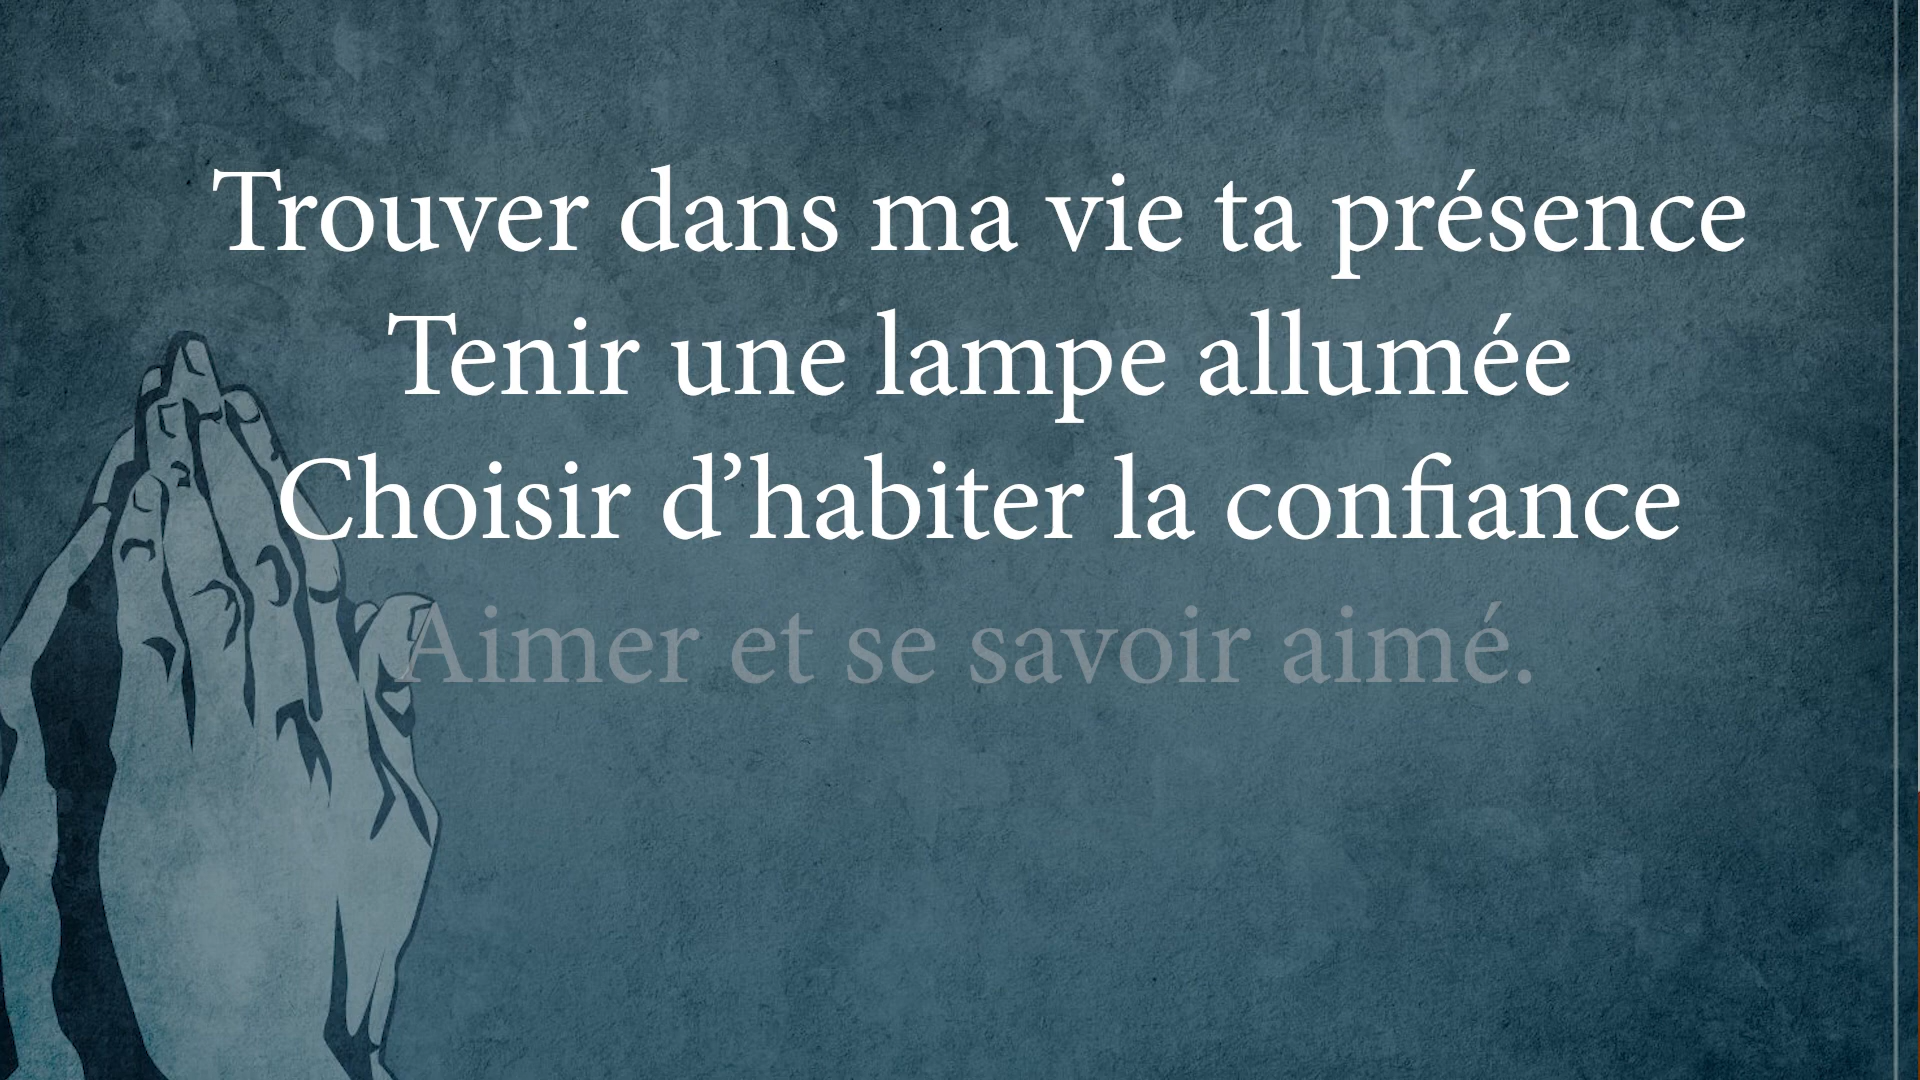 Trouver dans ma vie ta présence
Tenir une lampe allumée
Choisir d’habiter la confiance
Aimer et se savoir aimé.